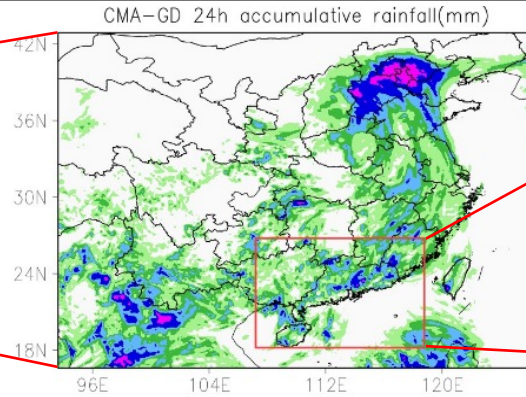 CMA-GD 24h accumulative rainfall(mm)
42N
36N
30N
24N
18N
96E 104E 112E 120E